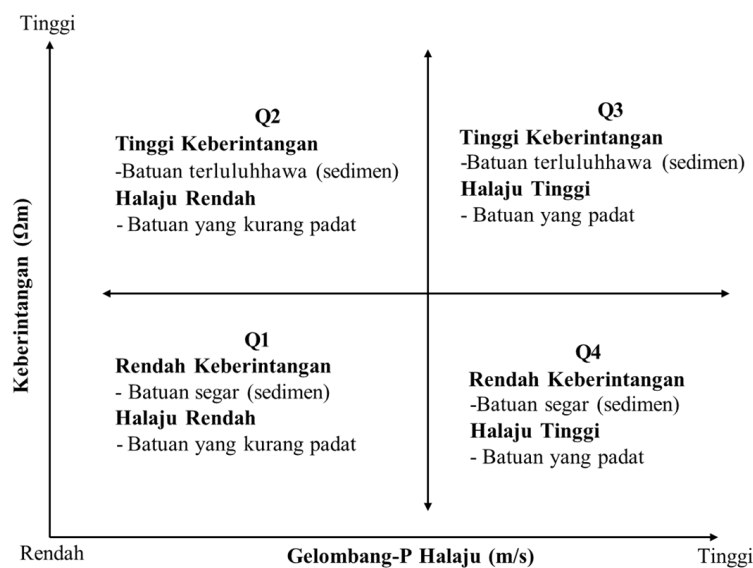 Tinggi
Q2
Tinggi Keberintangan
-Batuan terluluhhawa (sedimen)
Halaju Rendah
- Batuan yang kurang padat
Q3
Tinggi Keberintangan
-Batuan terluluhhawa (sedimen)
Halaju Tinggi
- Batuan yang padat
Keberintangan (Ωm)
Q1
Rendah Keberintangan
- Batuan segar (sedimen)
Halaju Rendah
- Batuan yang kurang padat
Q4
Rendah Keberintangan
-Batuan segar (sedimen)
Halaju Tinggi
- Batuan yang padat
Rendah
Gelombang-P Halaju (m/s)
Tinggi